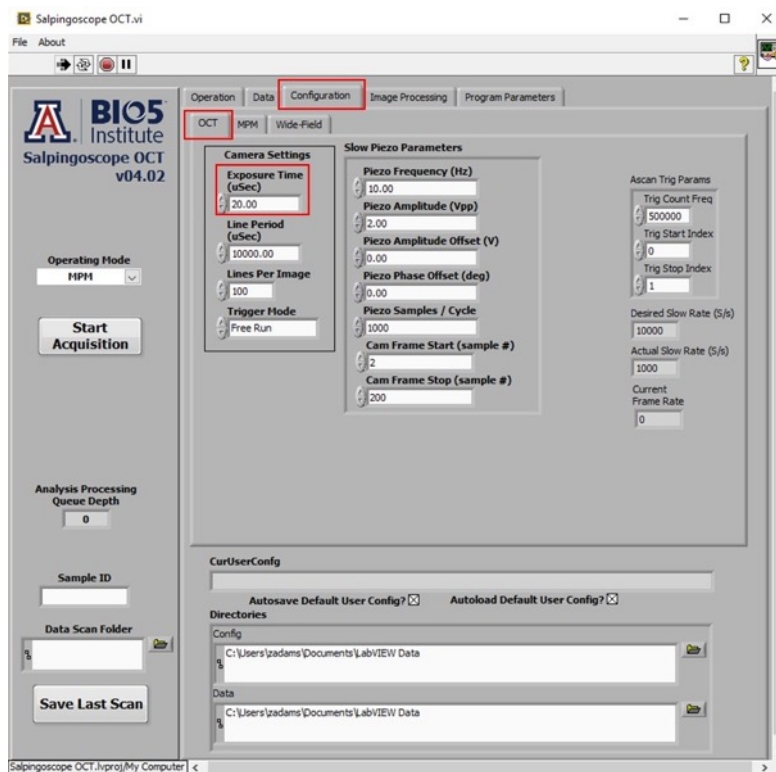 Salpingoscope OCT.vi
File About
Operation Data Configuration Image Processing Program Parameters
OCT MPM Wide-Field
A BIO5
Institute
Salpingoscope OCT
v04.02
Operating Mode
MPM
Start
Acquisition
Analysis Processing
Queue Depth
0
Sample ID
Data Scan Folder
Save Last Scan
Camera Settings
Exposure Time
(uSec)
20.00
Line Period
(uSec)
10000.00
Lines Per Image
100
Trigger Mode
Free Run
Slow Piezo Parameters
Piezo Frequency (Hz)
10.00
Piezo Amplitude (Vpp)
2.00
Piezo Amplitude Offset (V)
0.00
Piezo Phase Offset (deg)
0.00
Piezo Samples / Cycle
1000
Cam Frame Start (sample #)
2
Cam Frame Stop (sample #)
200
Ascan Trig Params
Trig Count Freq
500000
Trig Start Index
0
Trig Stop Index
1
Desired Slow Rate (S/s)
10000
Actual Slow Rate (S/s)
1000
Current
Frame Rate
0
CurUserConfg
Autosave Default User Config? Autoload Default User Config?
Directories
Config
C:\Users\zadams\Documents\LabVIEW Data
Data
C:\Users\zadams\Documents\LabVIEW Data
Salpingoscope OCT.lvproj/My Computer